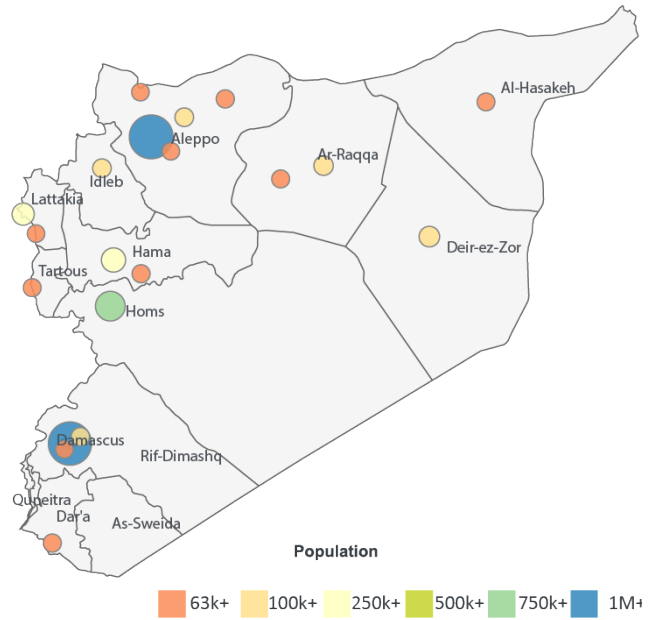 Al-Hasakeh
Aleppo
Ar-Raqqa
Idleb
Lattakia
Deir-ez-Zor
Hama
Tartous
Homs
Damascus
Rif-Dimashq
Quneitra
Dar'a
As-Sweida
Population
63k+ 100k+ 250k+ 500k+ 750k+ 1M+